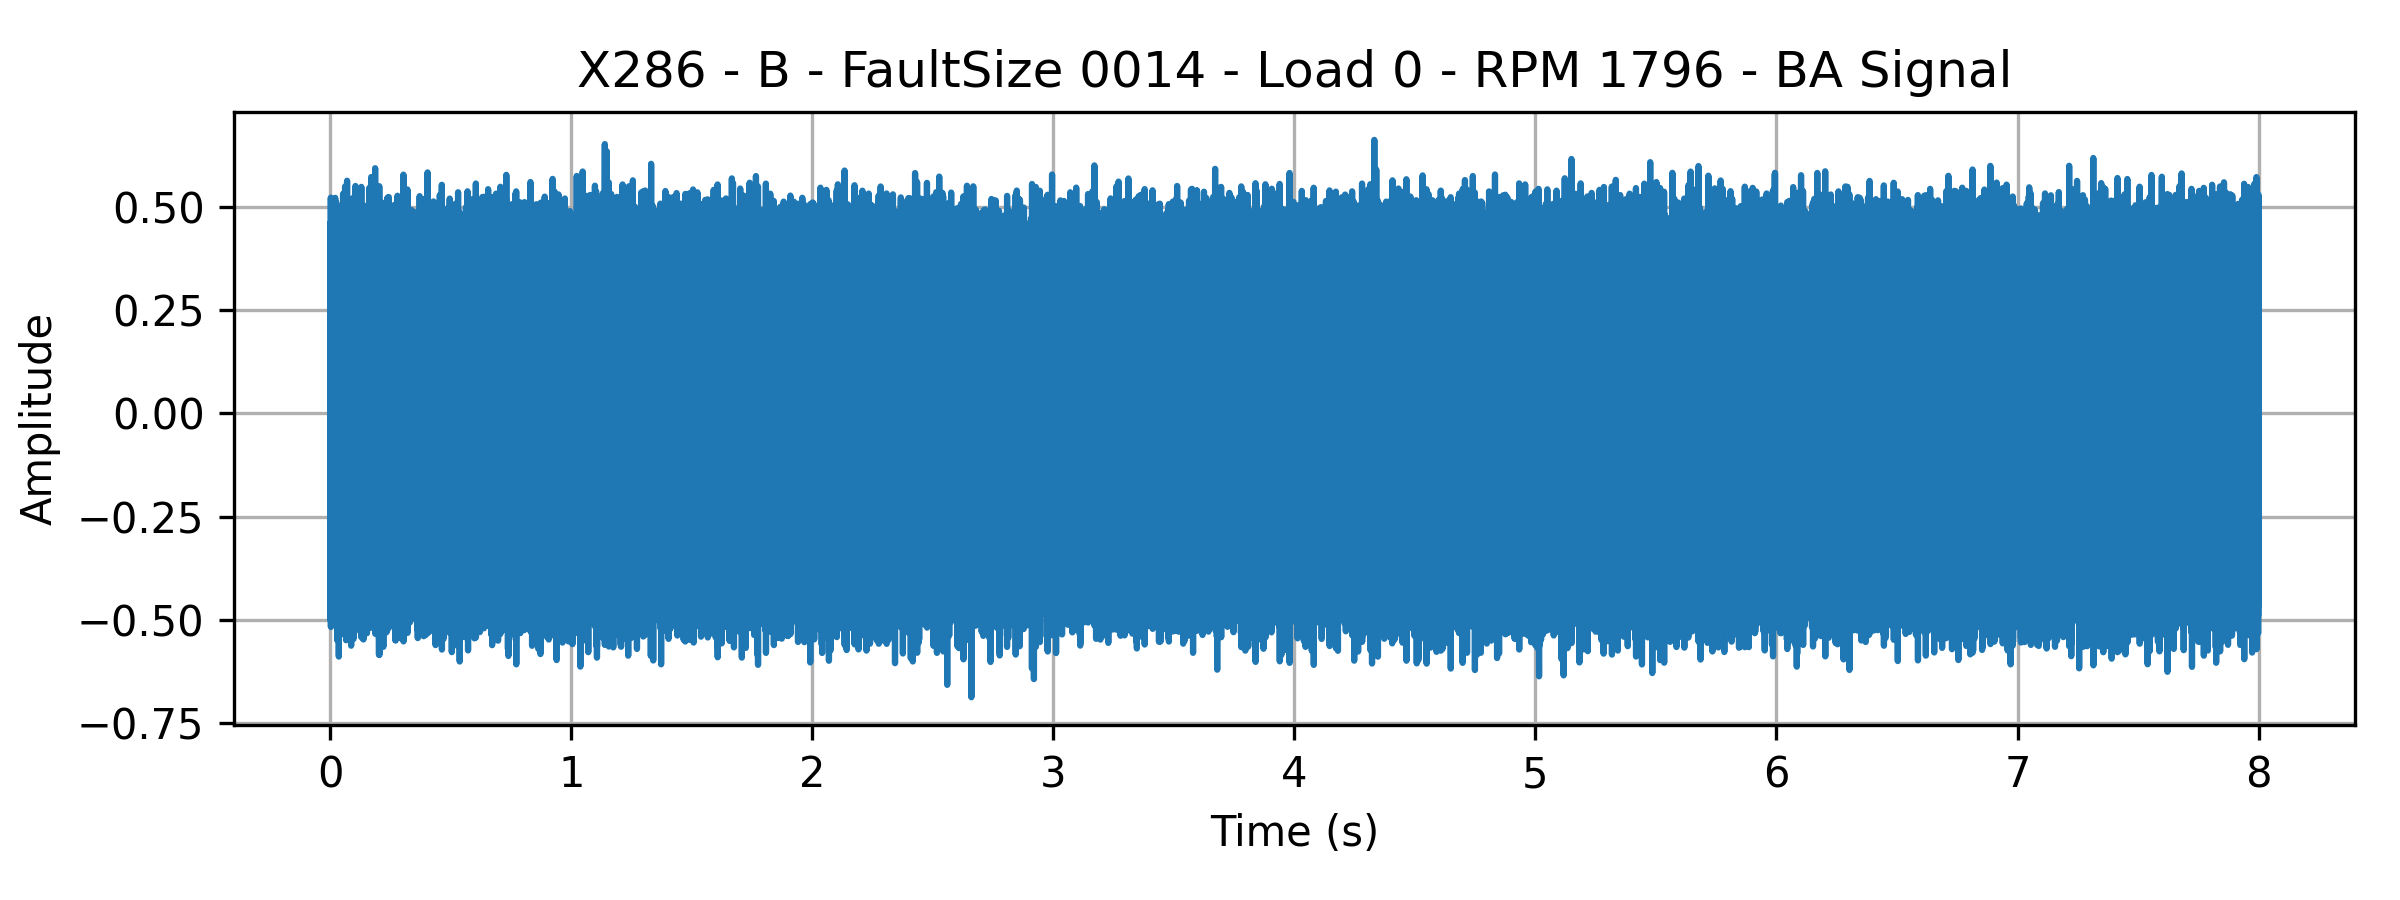 X286 - B - FaultSize 0014 - Load 0 - RPM 1796 - BA Signal
Amplitude
0.50
0.25
0.00
−0.25
−0.50
−0.75
0 1 2 3 4 5 6 7 8
Time (s)